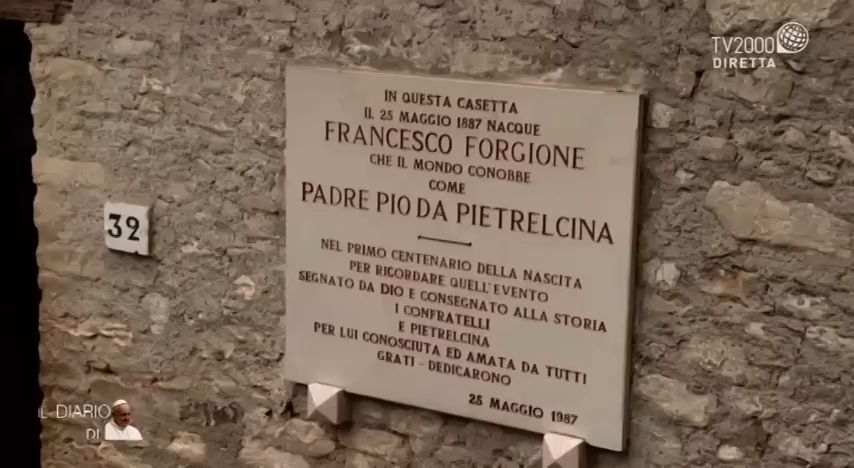 TV2000
DIRETTA
IN QUESTA CASETTA
IL 25 MAGGIO 1887 NACQUE
FRANCESCO FORGIONE
CHE IL MONDO CONOBBE
COME
PADRE PIO DA PIETRELCINA
NEL PRIMO CENTENARIO DELLA NASCITA
PER RICORDARE QUELL'EVENTO
SEGNATO DA DIO E CONSEGNATO ALLA STORIA
I CONFRATELLI
E PIETRELCINA
PER LUI CONOSCIUTA ED AMATA DA TUTTI
GRATI - DEDICARONO
25 MAGGIO 1987
32
IL DIARIO
DI